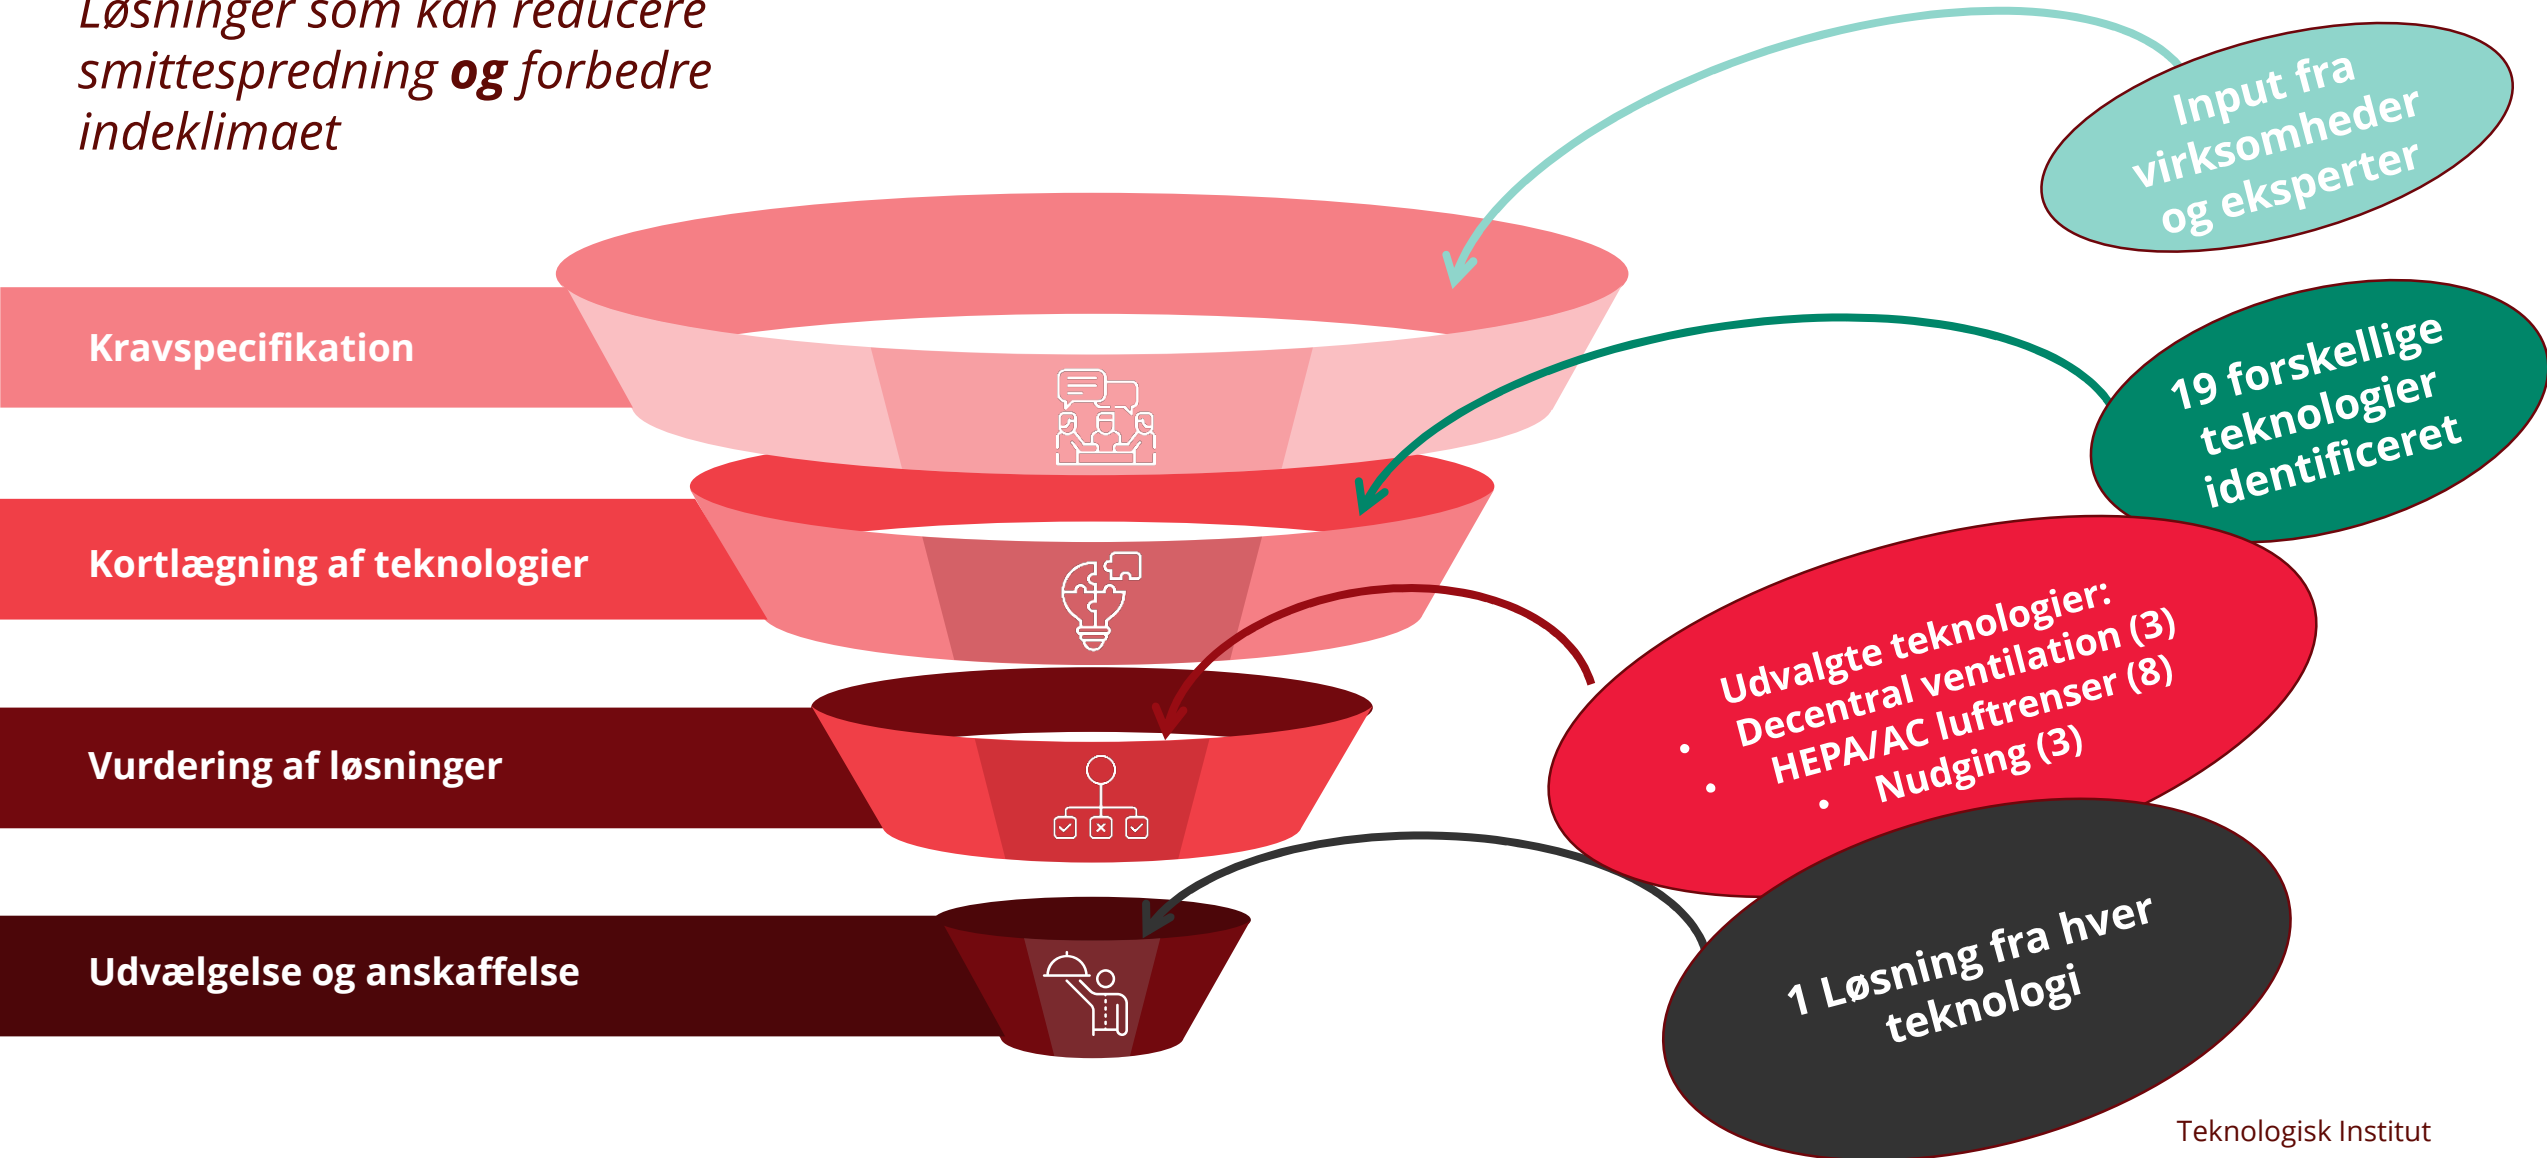 Løsninger som kan reducere
smittespredning og forbedre
indeklimaet
Input fra
virksomheder
og eksperter
Kravspecifikation
19 forskellige
teknologier
identificeret
Kortlægning af teknologier
Udvalgte teknologier:
• Decentral ventilation (3)
• HEPA/AC luftrenser (8)
• Nudging (3)
Vurdering af løsninger
1 Løsning fra hver
teknologi
Udvælgelse og anskaffelse
Teknologisk Institut